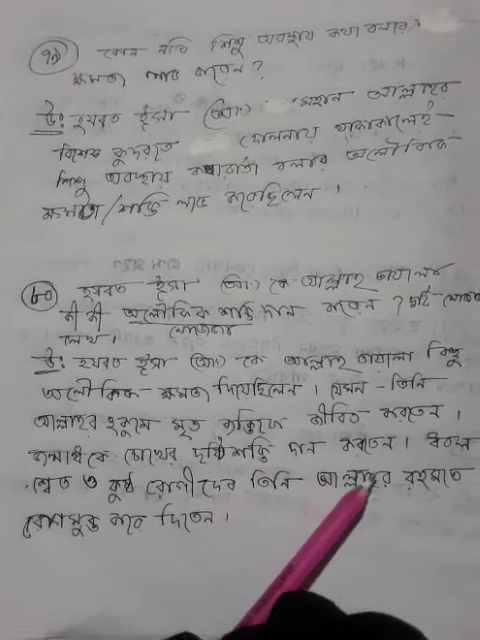 ৭৯ কোন নবি শিশু অবস্থায় কথা বলার
ক্ষমতা লাভ করেন?
উঃ হযরত ঈসা (আঃ) মহান আল্লাহর
বিশেষ কুদরতে দোলনায় থাকাকালেই
শিশু অবস্থায় কথাবার্তা বলার অলৌকিক
ক্ষমতা/শক্তি লাভ করেছিলেন।
৮০ হযরত ঈসা (আঃ) কে আল্লাহ তায়ালা
কী কী অলৌকিক শক্তি দান করেন?
লেখ।
উঃ হযরত ঈসা (আঃ) কে আল্লাহ তায়ালা কিছু
অলৌকিক ক্ষমতা দিয়েছিলেন। যেমন - তিনি
আল্লাহর হুকুমে মৃত ব্যক্তিকে জীবিত করতেন।
জন্মান্ধকে চোখের দৃষ্টিশক্তি দান করতেন। ধবল
শ্বেত ও কুষ্ঠ রোগীদের তিনি আল্লাহর রহমতে
রোগমুক্ত করে দিতেন।